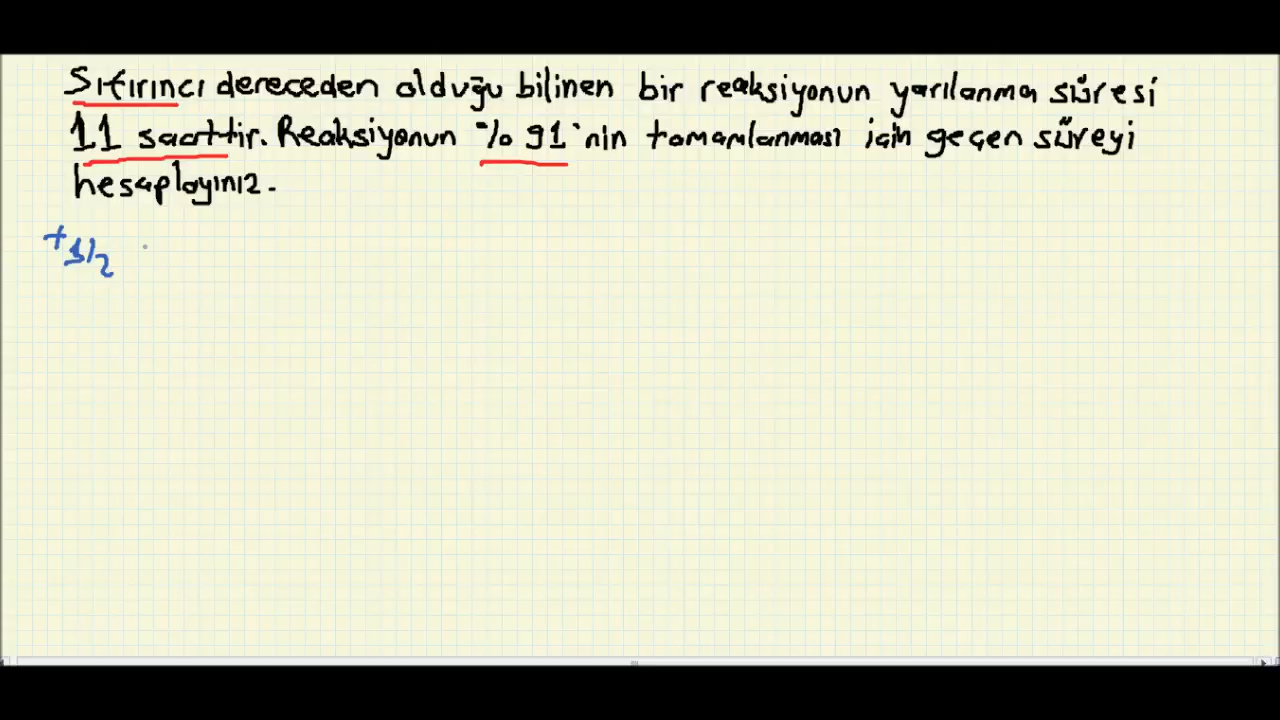 Sıfırıncı dereceden olduğu bilinen bir reaksiyonun yarılanma süresi
11 saattir. Reaksiyonun %91'nin tamamlanması için geçen süreyi
hesaplayınız.
t1/2